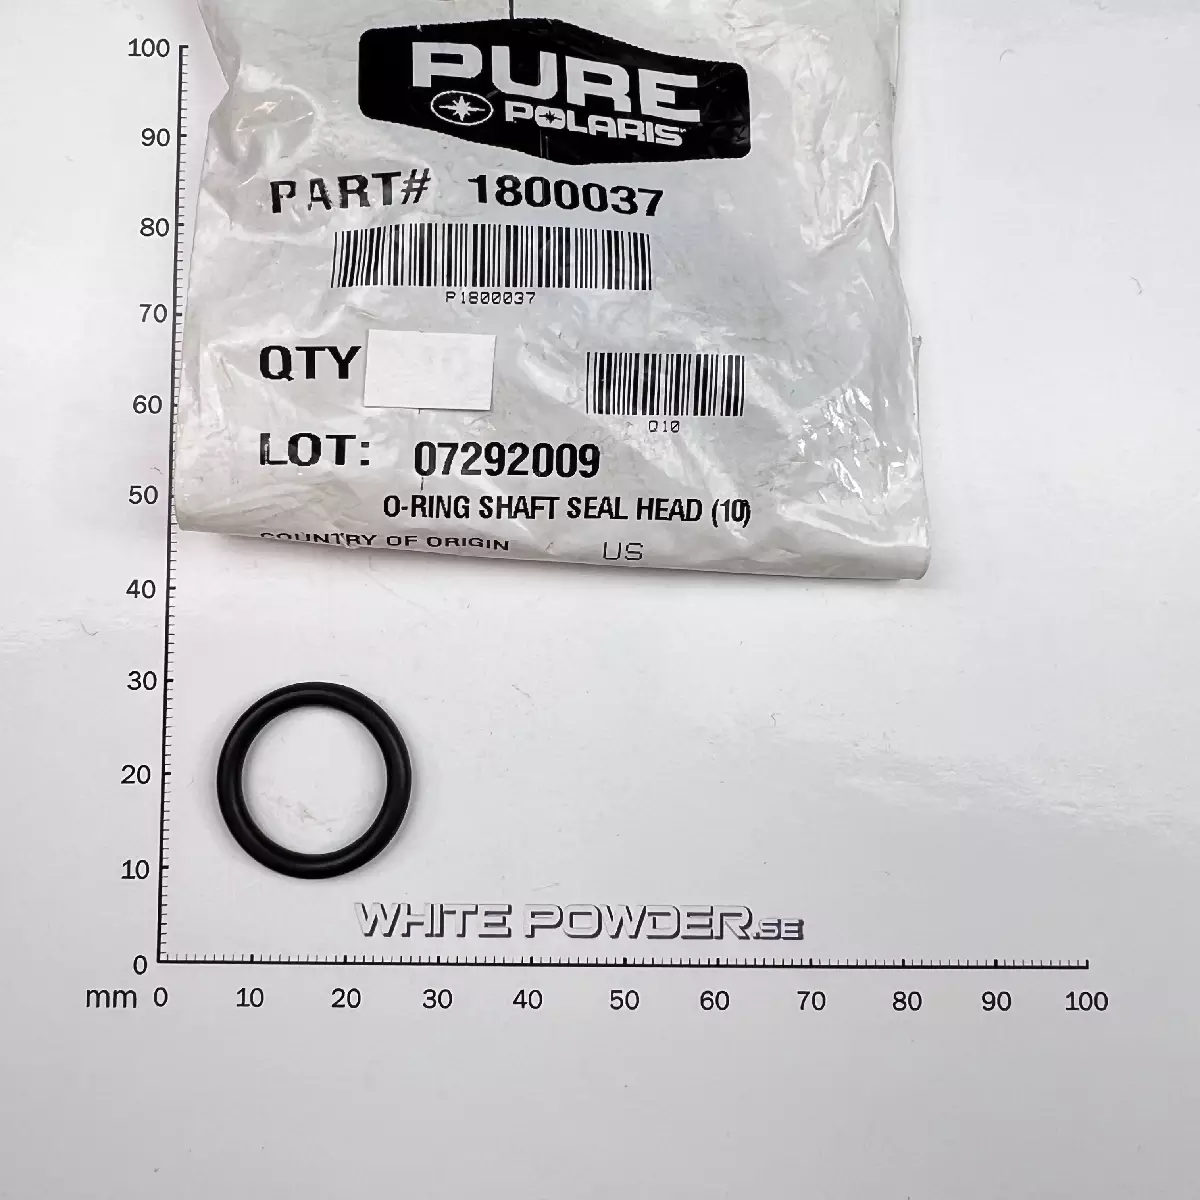 PURE
POLARIS
PART# 1800037
P1800037
QTY
Q10
LOT: 07292009
O-RING SHAFT SEAL HEAD (10)
COUNTRY OF ORIGIN US
100
90
80
70
60
50
40
30
20
10
0
WHITE POWDER.SE
mm 0 10 20 30 40 50 60 70 80 90 100